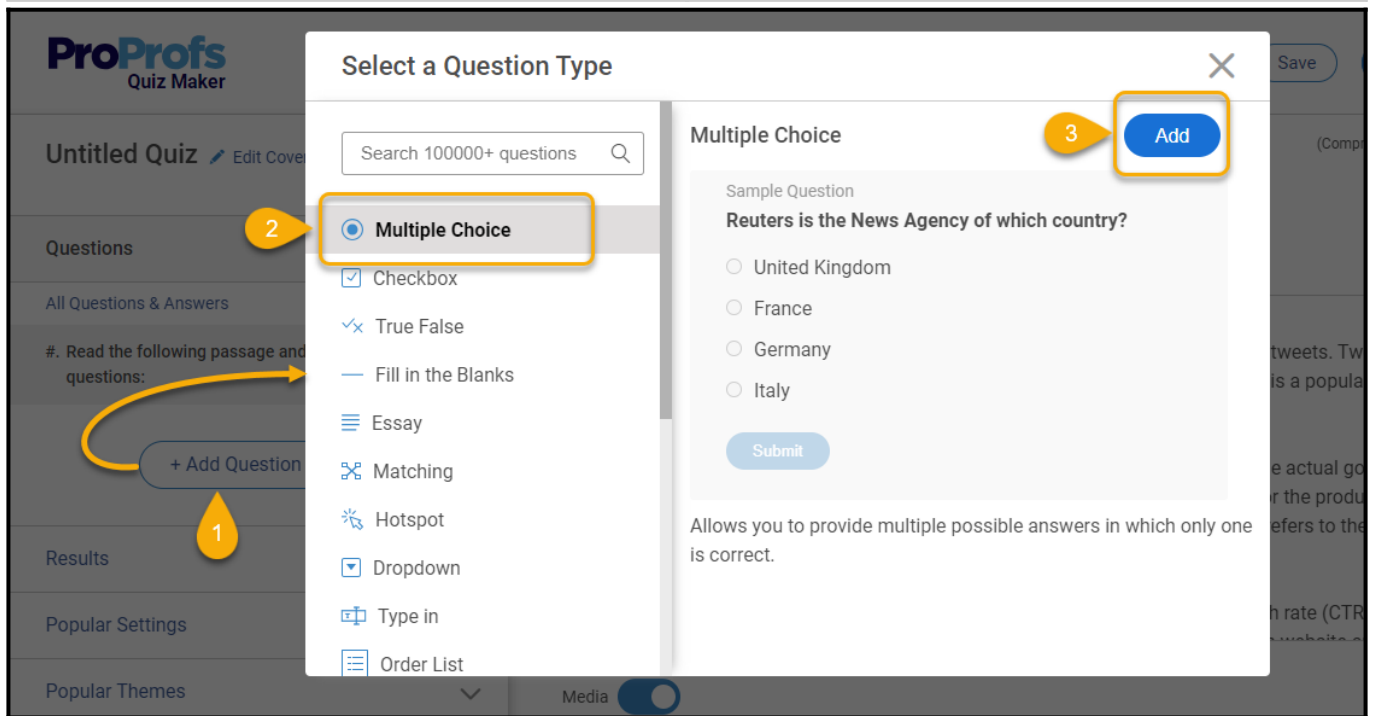 ProProfs
Quiz Maker
Select a Question Type
Save
Untitled Quiz Edit Cove
Search 100000+ questions
Multiple Choice
3
Add
(Compr
Sample Question
Reuters is the News Agency of which country?
2
Multiple Choice
Questions
United Kingdom
Checkbox
All Questions & Answers
France
True False
#. Read the following passage and
questions:
Germany
tweets. Tw
Fill in the Blanks
is a popula
Italy
Essay
Submit
+ Add Question
Matching
e actual go
r the produ
Hotspot
Allows you to provide multiple possible answers in which only one
is correct.
efers to the
1
Results
Dropdown
Type in
h rate (CTR
Popular Settings
Order List
Popular Themes
Media